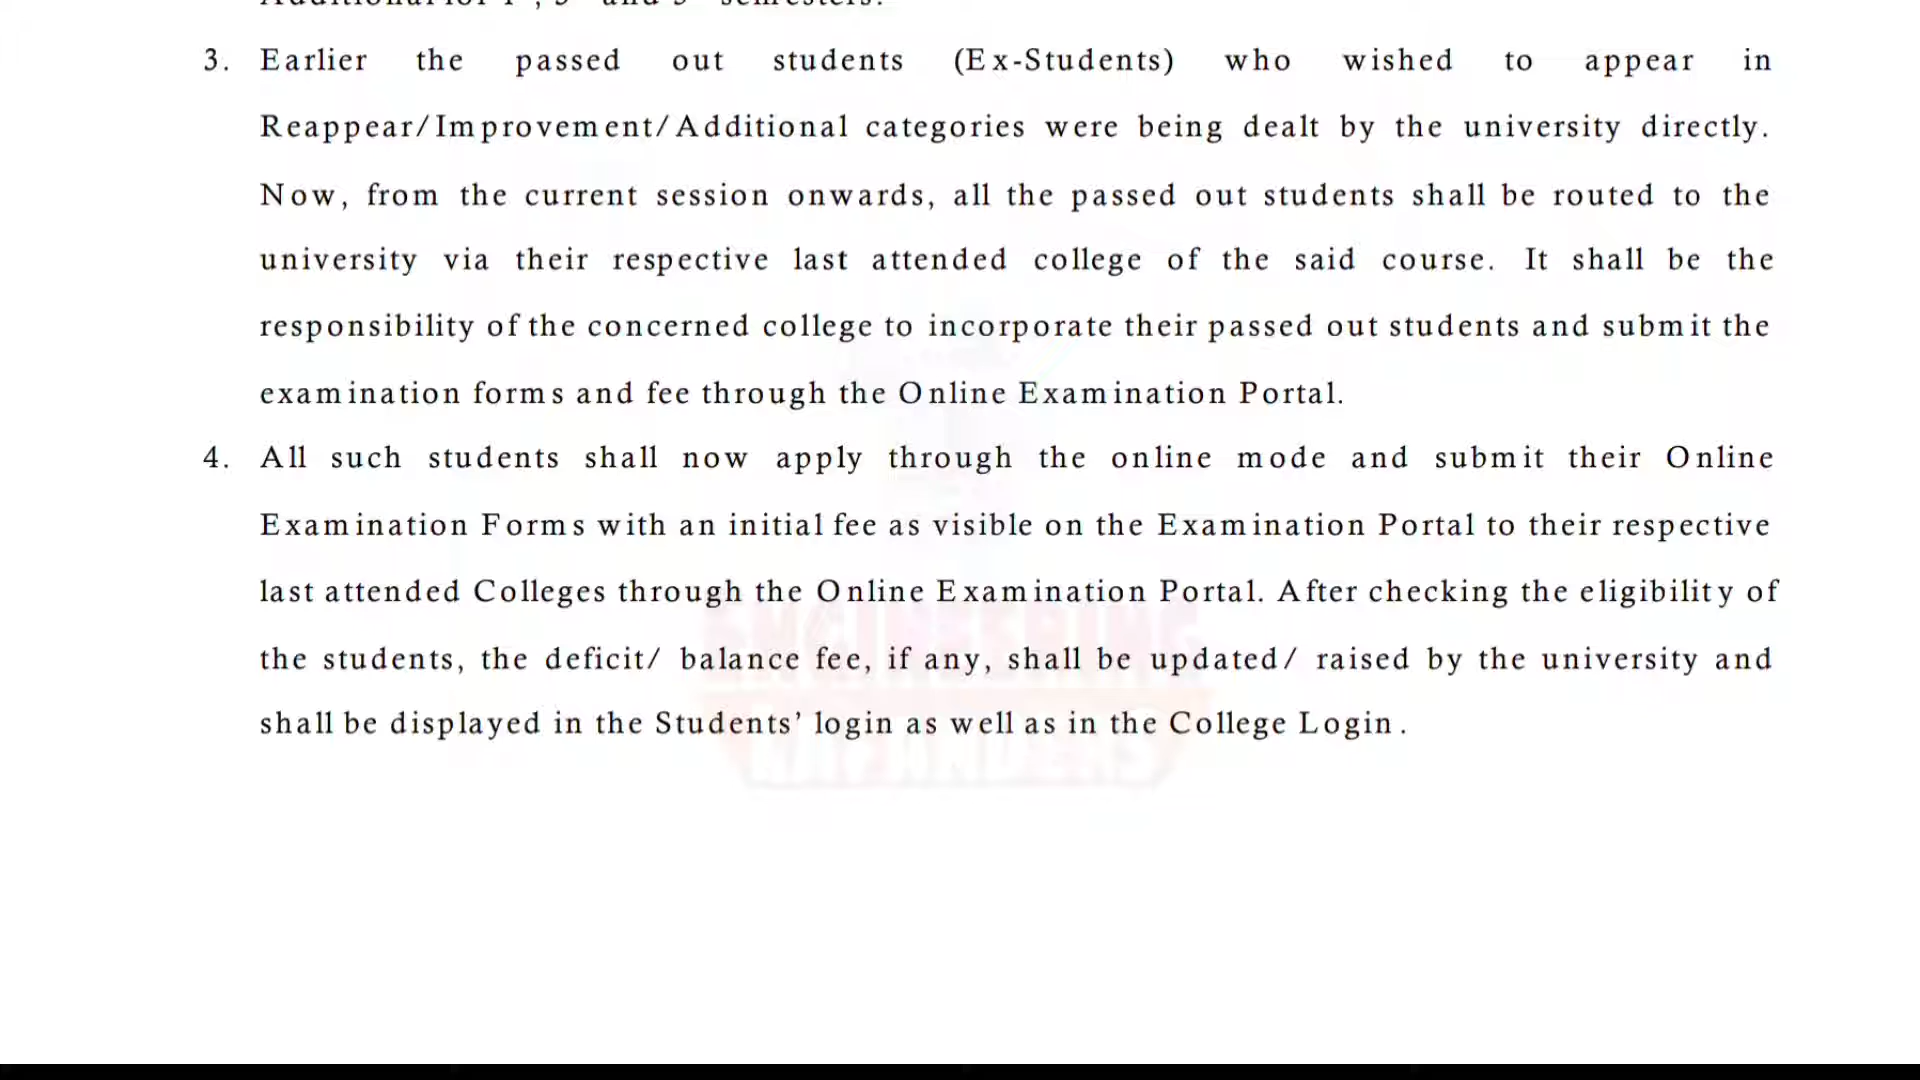 3. Earlier the passed out students (Ex-Students) who wished to appear in
Reappear/Improvement/Additional categories were being dealt by the university directly.
Now, from the current session onwards, all the passed out students shall be routed to the
university via their respective last attended college of the said course. It shall be the
responsibility of the concerned college to incorporate their passed out students and submit the
examination forms and fee through the Online Examination Portal.
4. All such students shall now apply through the online mode and submit their Online
Examination Forms with an initial fee as visible on the Examination Portal to their respective
last attended Colleges through the Online Examination Portal. After checking the eligibility of
ENGINEERING
the students, the deficit/ balance fee, if any, shall be updated/ raised by the university and
shall be displayed in the Students’ login as well as in the College Login.